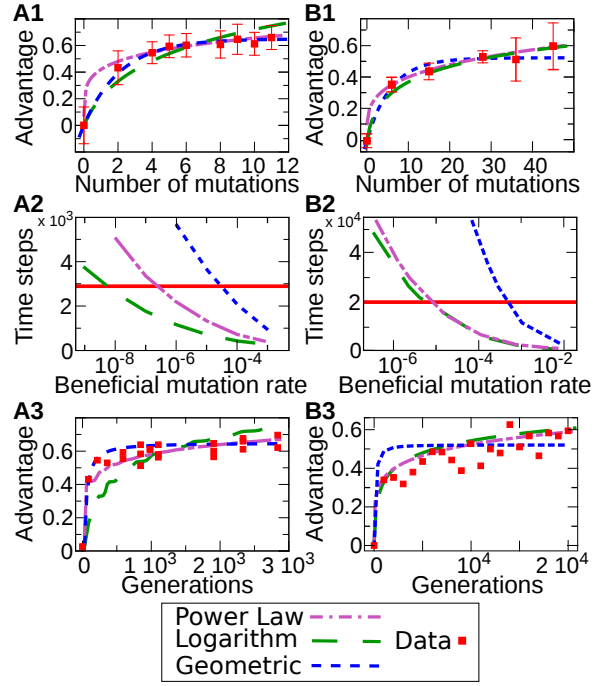 A1
B1
Advantage
0.6
0.4
0.2
0
0 2 4 6 8 10 12
Number of mutations
Advantage
0.6
0.4
0.2
0
0 10 20 30 40
Number of mutations
A2
B2
x 10³
Time steps
4
2
0
10⁻⁸ 10⁻⁶ 10⁻⁴
Beneficial mutation rate
x 10⁴
Time steps
4
2
0
10⁻⁶ 10⁻⁴ 10⁻²
Beneficial mutation rate
A3
B3
Advantage
0.6
0.4
0.2
0
0 1 10³ 2 10³ 3 10³
Generations
Advantage
0.6
0.4
0.2
0
0 10⁴ 2 10⁴
Generations
Power Law
Logarithm Data
Geometric